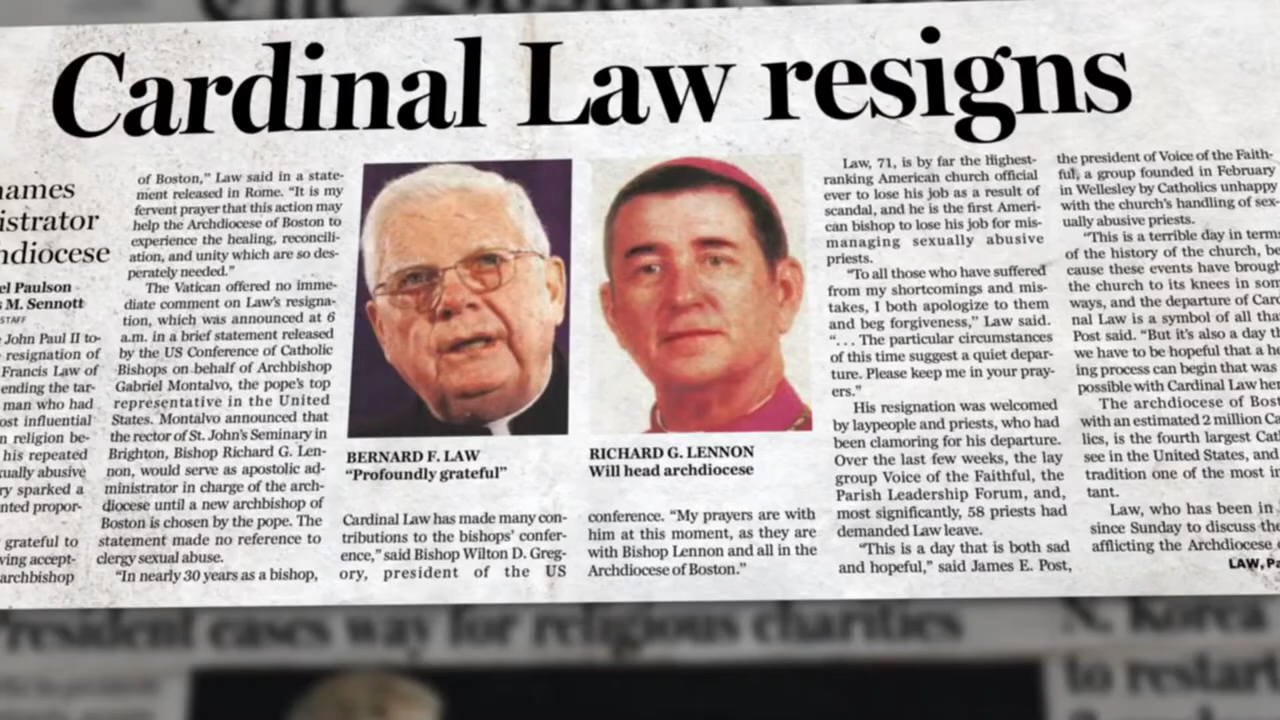 Cardinal Law resigns
names
istrator
hdiocese
el Paulson
s M. Sennott
STAFF
John Paul II to-
resignation of
Francis Law of
ending the tar-
man who had
ost influential
n religion be-
his repeated
ually abusive
ry sparked a
nted propor-
grateful to
ving accept-
archbishop
of Boston,” Law said in a state-
ment released in Rome. “It is my
fervent prayer that this action may
help the Archdiocese of Boston to
experience the healing, reconcili-
ation, and unity which are so des-
perately needed.”
The Vatican offered no imme-
diate comment on Law’s resigna-
tion, which was announced at 6
a.m. in a brief statement released
by the US Conference of Catholic
Bishops on behalf of Archbishop
Gabriel Montalvo, the pope’s top
representative in the United
States. Montalvo announced that
the rector of St. John’s Seminary in
Brighton, Bishop Richard G. Len-
non, would serve as apostolic ad-
ministrator in charge of the arch-
diocese until a new archbishop of
Boston is chosen by the pope. The
statement made no reference to
clergy sexual abuse.
“In nearly 30 years as a bishop,
BERNARD F. LAW
“Profoundly grateful”
Cardinal Law has made many con-
tributions to the bishops’ confer-
ence,” said Bishop Wilton D. Greg-
ory, president of the US
RICHARD G. LENNON
Will head archdiocese
conference. “My prayers are with
him at this moment, as they are
with Bishop Lennon and all in the
Archdiocese of Boston.”
Law, 71, is by far the highest-
ranking American church official
ever to lose his job as a result of
scandal, and he is the first Ameri-
can bishop to lose his job for mis-
managing sexually abusive
priests.
“To all those who have suffered
from my shortcomings and mis-
takes, I both apologize to them
and beg forgiveness,” Law said.
“. . . The particular circumstances
of this time suggest a quiet depar-
ture. Please keep me in your pray-
ers.”
His resignation was welcomed
by laypeople and priests, who had
been clamoring for his departure.
Over the last few weeks, the lay
group Voice of the Faithful, the
Parish Leadership Forum, and,
most significantly, 58 priests had
demanded Law leave.
“This is a day that is both sad
and hopeful,” said James E. Post,
the president of Voice of the Faith-
ful, a group founded in February
in Wellesley by Catholics unhappy
with the church’s handling of sex-
ually abusive priests.
“This is a terrible day in terms
of the history of the church, be
cause these events have brough
the church to its knees in som
ways, and the departure of Car
nal Law is a symbol of all tha
Post said. “But it’s also a day th
we have to be hopeful that a he
ing process can begin that was
possible with Cardinal Law her
The archdiocese of Bost
with an estimated 2 million Ca
lics, is the fourth largest Cat
see in the United States, and
tradition one of the most in
tant.
Law, who has been in
since Sunday to discuss the
afflicting the Archdiocese
LAW, Pa
President eases way for religious charities
N. Korea
to restart